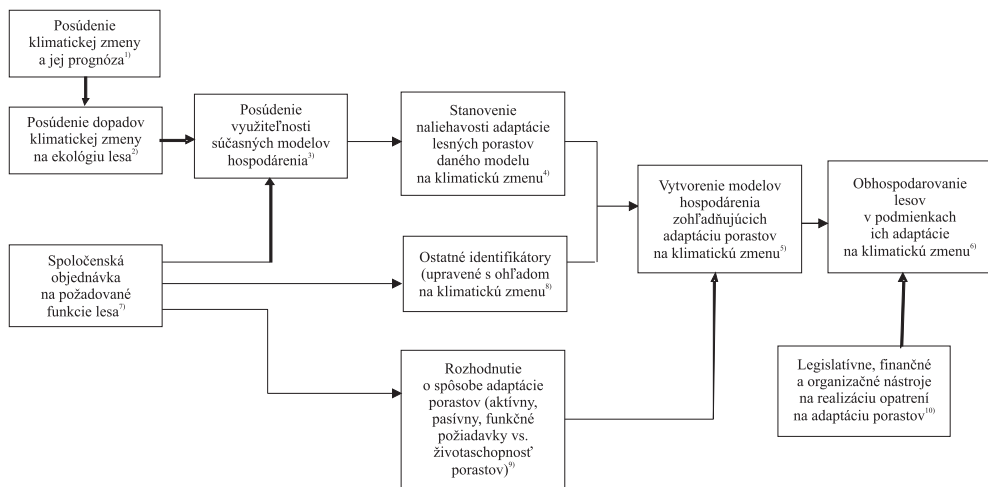 Posúdenie
klimatickej zmeny
a jej prognóza¹⁾
Posúdenie dopadov
klimatickej zmeny
na ekológiu lesa²⁾
Posúdenie
využiteľnosti
súčasných modelov
hospodárenia³⁾
Stanovenie
naliehavosti adaptácie
lesných porastov
daného modelu
na klimatickú zmenu⁴⁾
Vytvorenie modelov
hospodárenia
zohľadňujúcich
adaptáciu porastov
na klimatickú zmenu⁵⁾
Obhospodarovanie
lesov
v podmienkach
ich adaptácie
na klimatickú zmenu⁶⁾
Spoločenská
objednávka
na požadované
funkcie lesa⁷⁾
Ostatné identifikátory
(upravené s ohľadom
na klimatickú zmenu⁸⁾
Rozhodnutie
o spôsobe adaptácie
porastov (aktívny,
pasívny, funkčné
požiadavky vs.
životaschopnosť
porastov)⁹⁾
Legislatívne, finančné
a organizačné nástroje
na realizáciu opatrení
na adaptáciu porastov¹⁰⁾